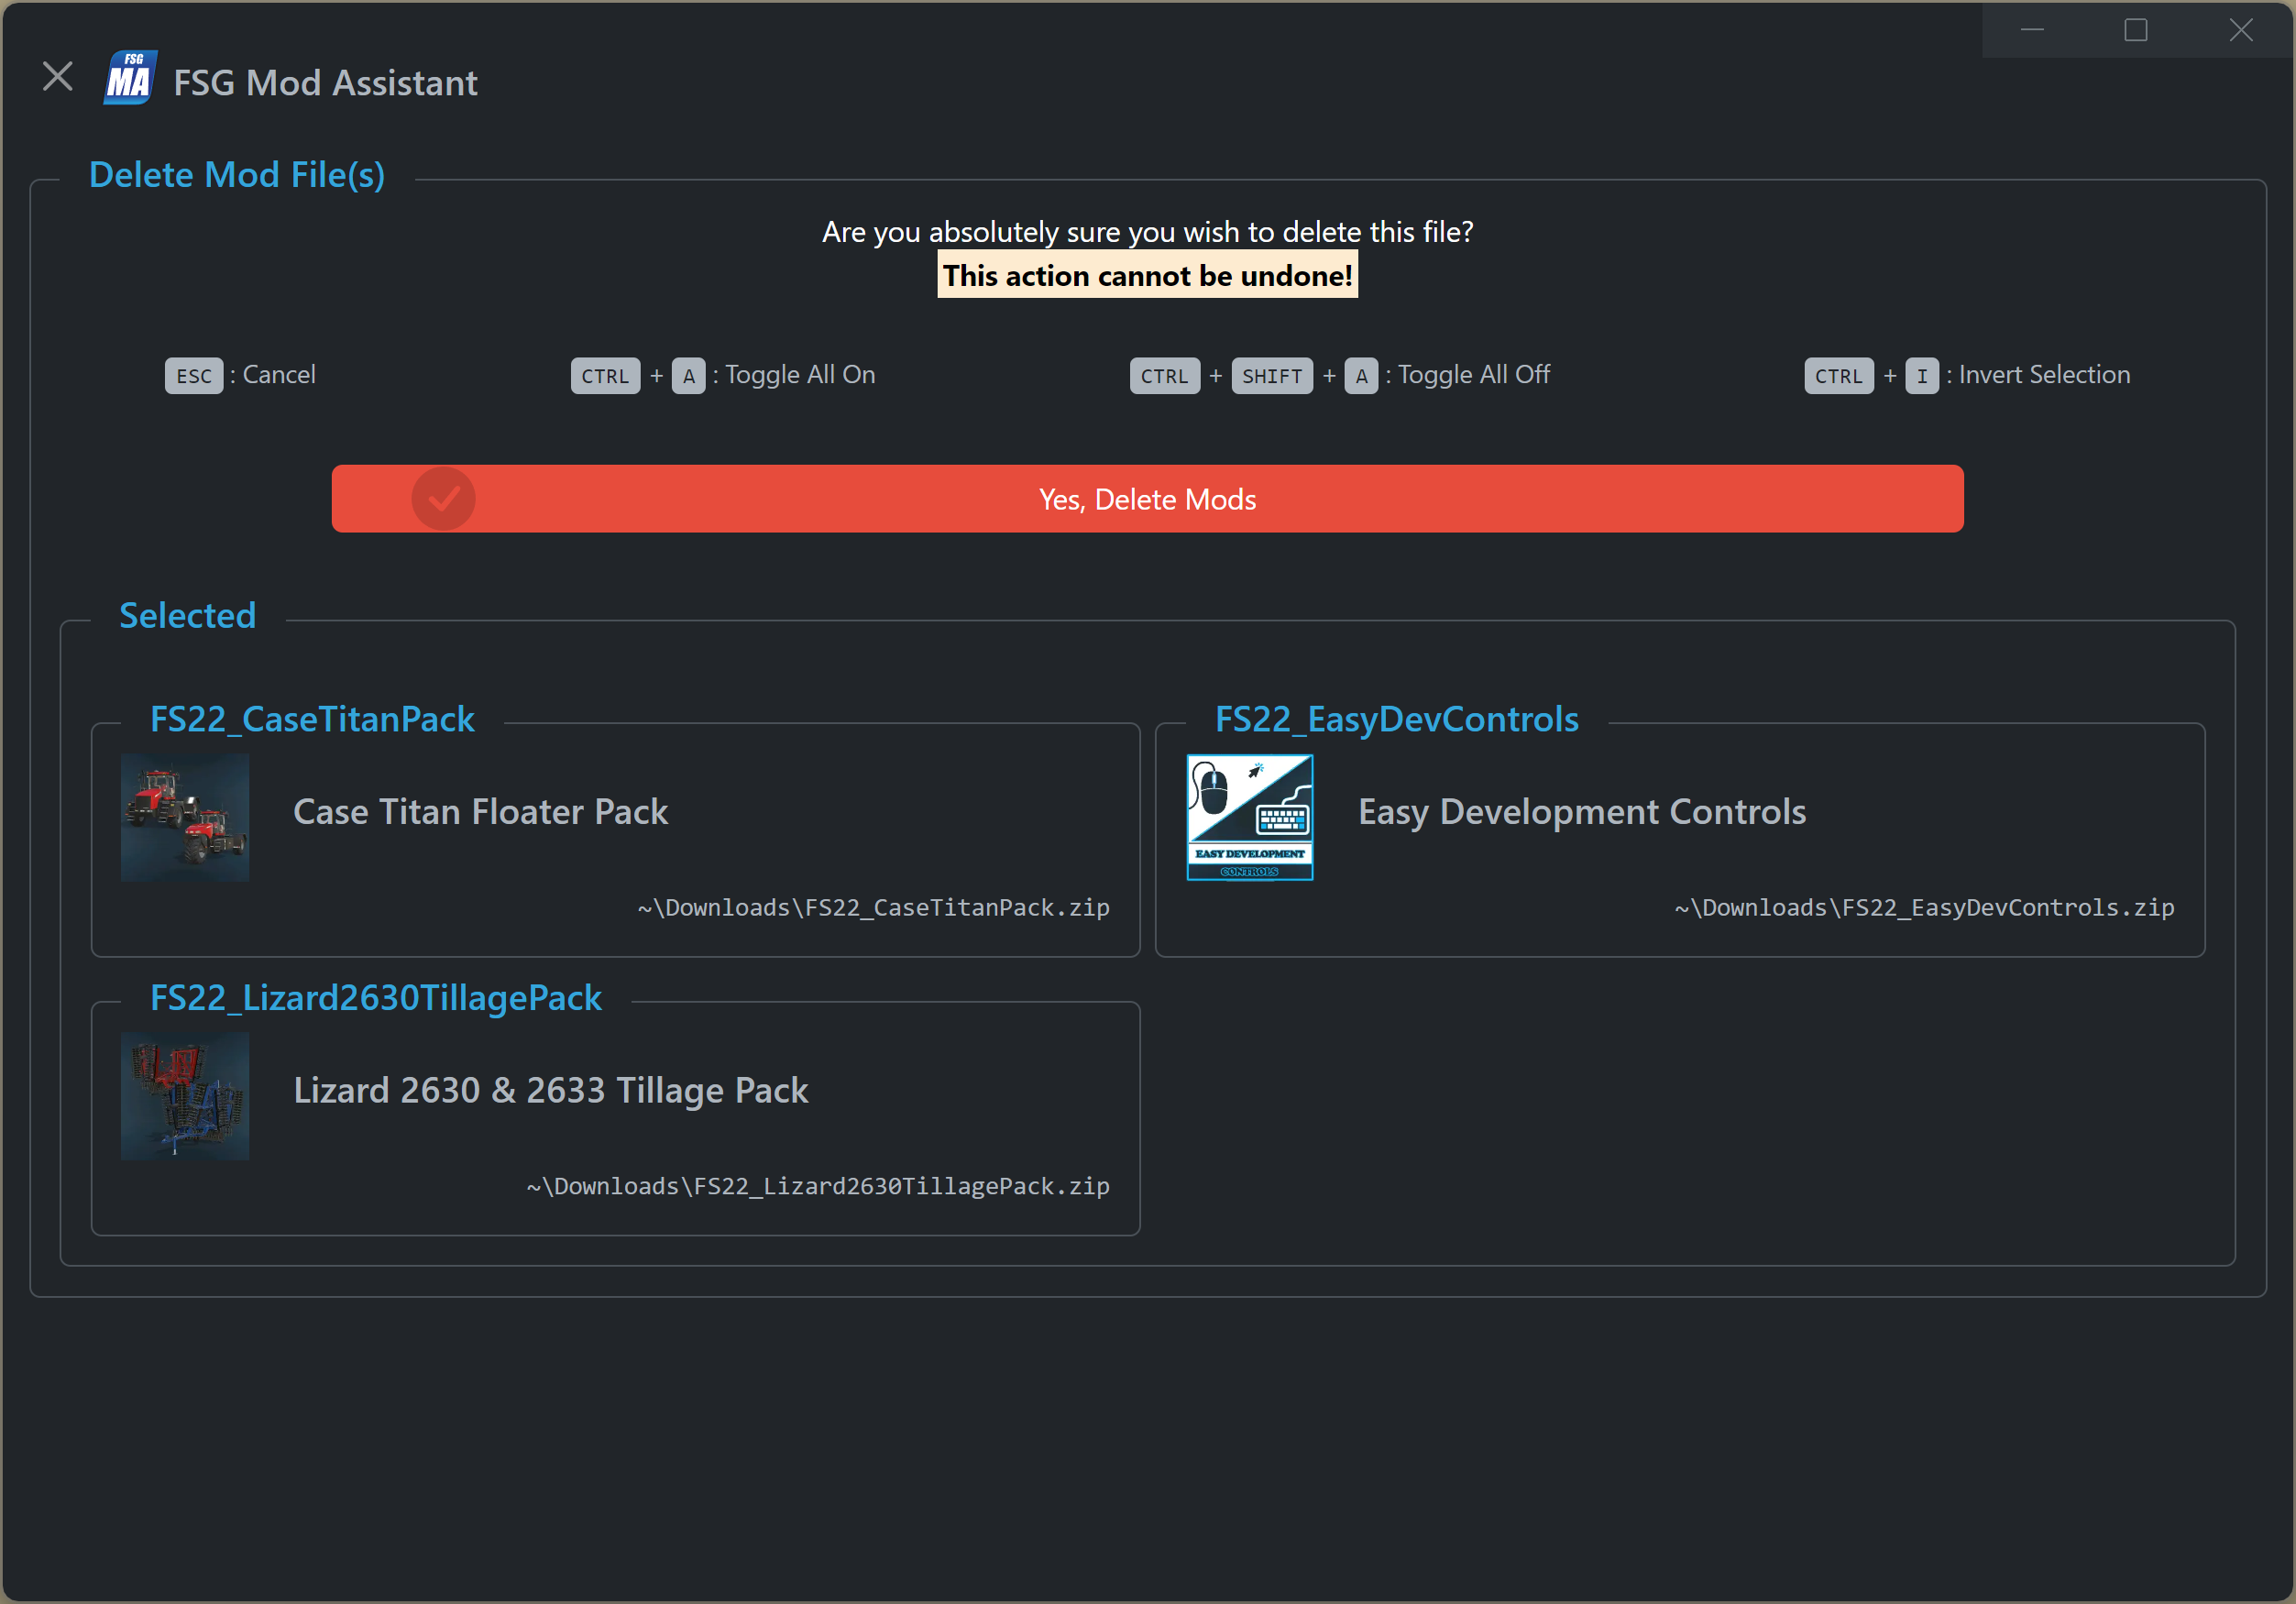 FSG
MA
FSG Mod Assistant
Delete Mod File(s)
Are you absolutely sure you wish to delete this file?
This action cannot be undone!
ESC : Cancel
CTRL + A : Toggle All On
CTRL + SHIFT + A : Toggle All Off
CTRL + I : Invert Selection
Yes, Delete Mods
Selected
FS22_CaseTitanPack
Case Titan Floater Pack
~\Downloads\FS22_CaseTitanPack.zip
FS22_EasyDevControls
EASY DEVELOPMENT
CONTROLS
Easy Development Controls
~\Downloads\FS22_EasyDevControls.zip
FS22_Lizard2630TillagePack
Lizard 2630 & 2633 Tillage Pack
~\Downloads\FS22_Lizard2630TillagePack.zip